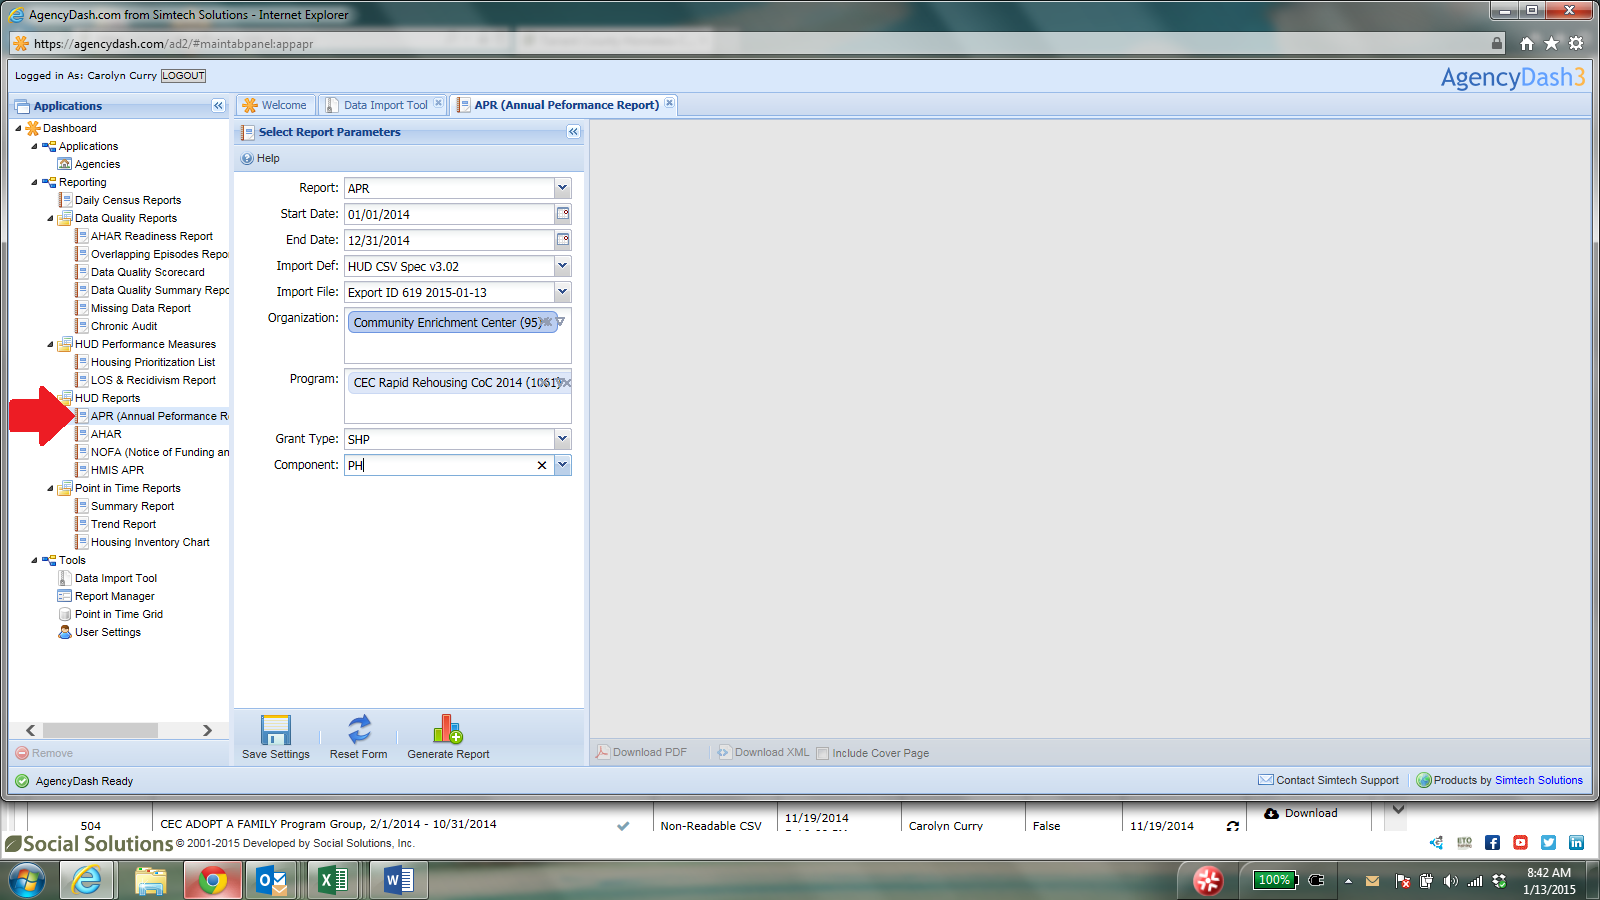 AgencyDash.com from Simtech Solutions - Internet Explorer
https://agencydash.com/ad2/#maintabpanel:appapr
Logged in As: Carolyn Curry LOGOUT
AgencyDash3
Applications
Welcome
Data Import Tool
APR (Annual Peformance Report)
Dashboard
Applications
Agencies
Reporting
Daily Census Reports
Data Quality Reports
AHAR Readiness Report
Overlapping Episodes Repo
Data Quality Scorecard
Data Quality Summary Repo
Missing Data Report
Chronic Audit
HUD Performance Measures
Housing Prioritization List
LOS & Recidivism Report
HUD Reports
APR (Annual Peformance R
AHAR
NOFA (Notice of Funding an
HMIS APR
Point in Time Reports
Summary Report
Trend Report
Housing Inventory Chart
Tools
Data Import Tool
Report Manager
Point in Time Grid
User Settings
Remove
Select Report Parameters
Help
Report: APR
Start Date: 01/01/2014
End Date: 12/31/2014
Import Def: HUD CSV Spec v3.02
Import File: Export ID 619 2015-01-13
Organization: Community Enrichment Center (95)
Program: CEC Rapid Rehousing CoC 2014 (1061)
Grant Type: SHP
Component: PH
Save Settings
Reset Form
Generate Report
Download PDF
Download XML
Include Cover Page
AgencyDash Ready
Contact Simtech Support
Products by Simtech Solutions
504
CEC ADOPT A FAMILY Program Group, 2/1/2014 - 10/31/2014
Non-Readable CSV
11/19/2014
Carolyn Curry
False
11/19/2014
Download
Social Solutions © 2001-2015 Developed by Social Solutions, Inc.
100%
8:42 AM
1/13/2015